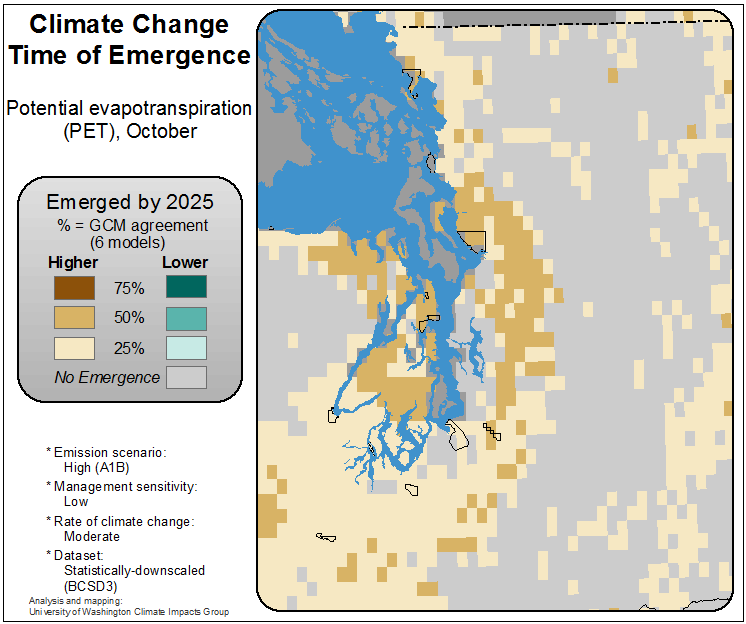 Climate Change
Time of Emergence
Potential evapotranspiration
(PET), October
Emerged by 2025
% = GCM agreement
(6 models)
Higher Lower
75%
50%
25%
No Emergence
* Emission scenario:
High (A1B)
* Management sensitivity:
Low
* Rate of climate change:
Moderate
* Dataset:
Statistically-downscaled
(BCSD3)
Analysis and mapping:
University of Washington Climate Impacts Group